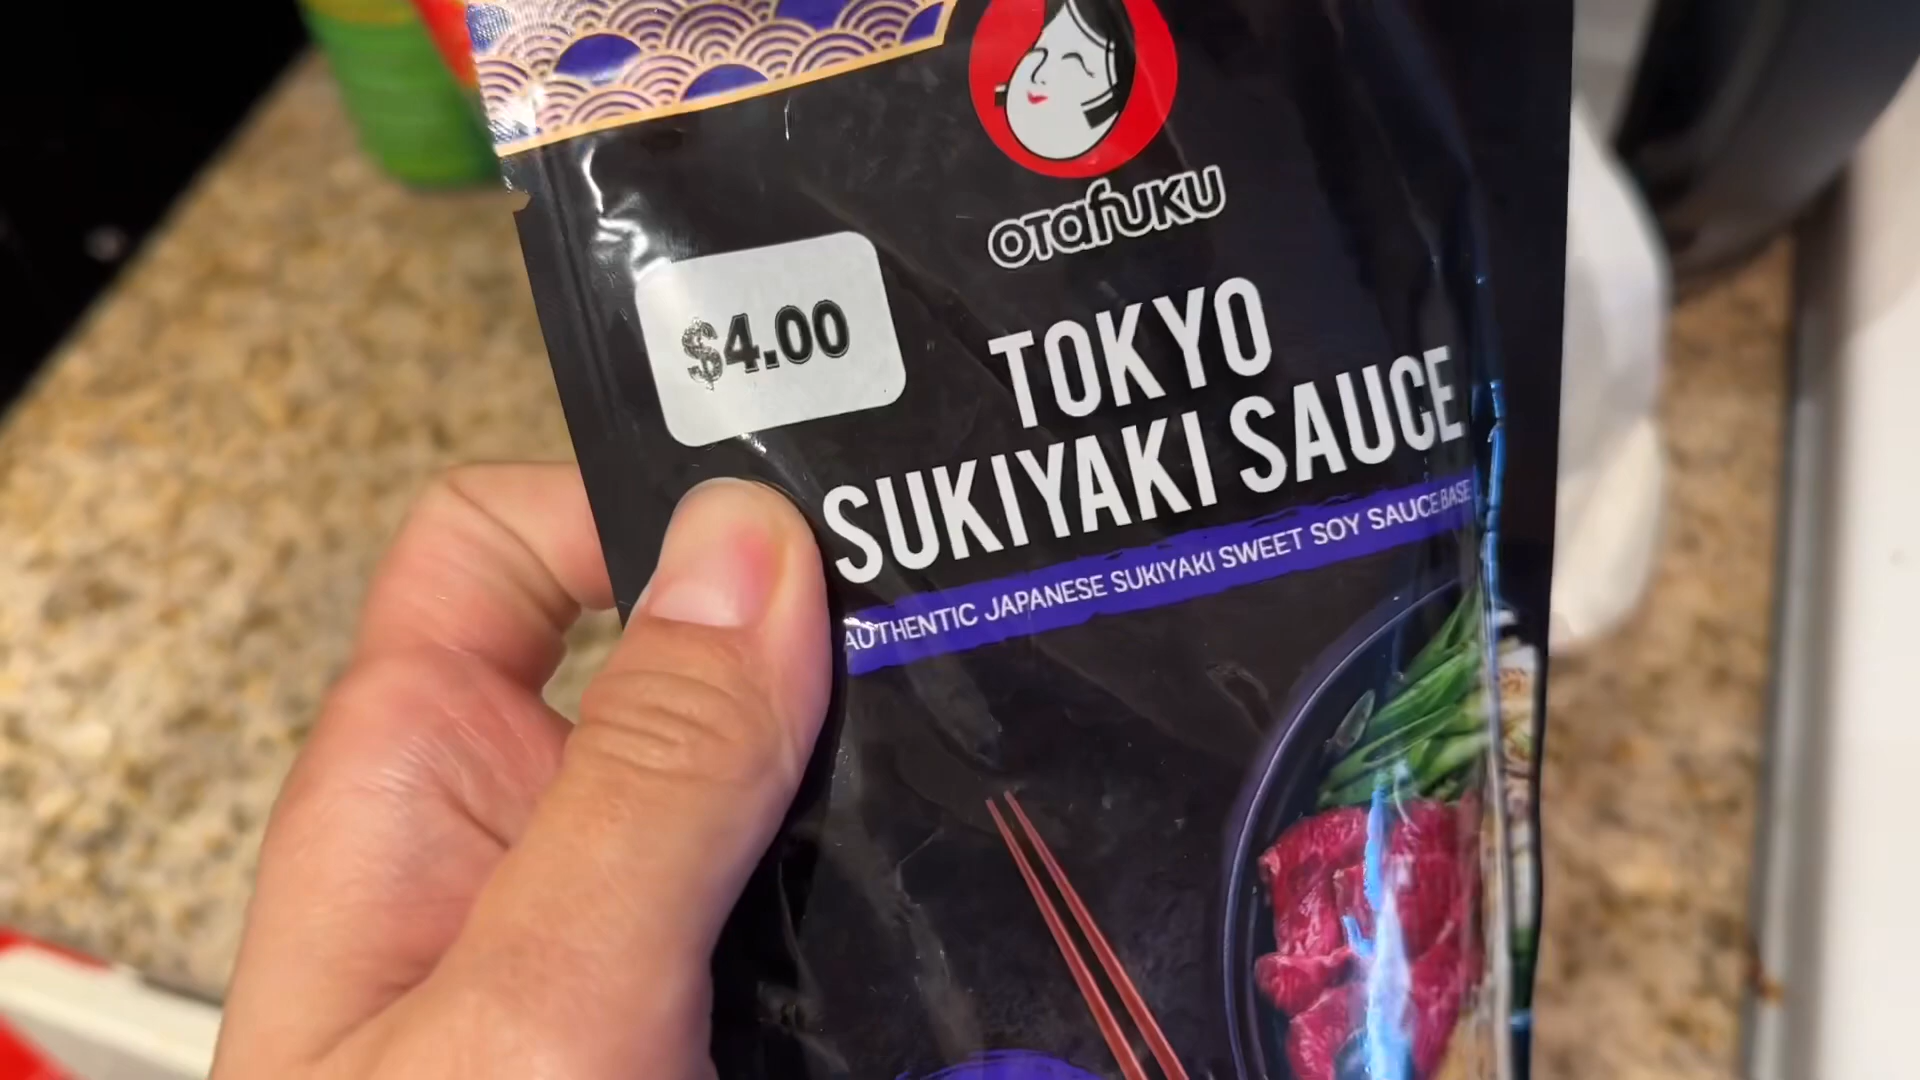 OTAFUKU
$4.00
TOKYO
SUKIYAKI SAUCE
AUTHENTIC JAPANESE SUKIYAKI SWEET SOY SAUCE BASE